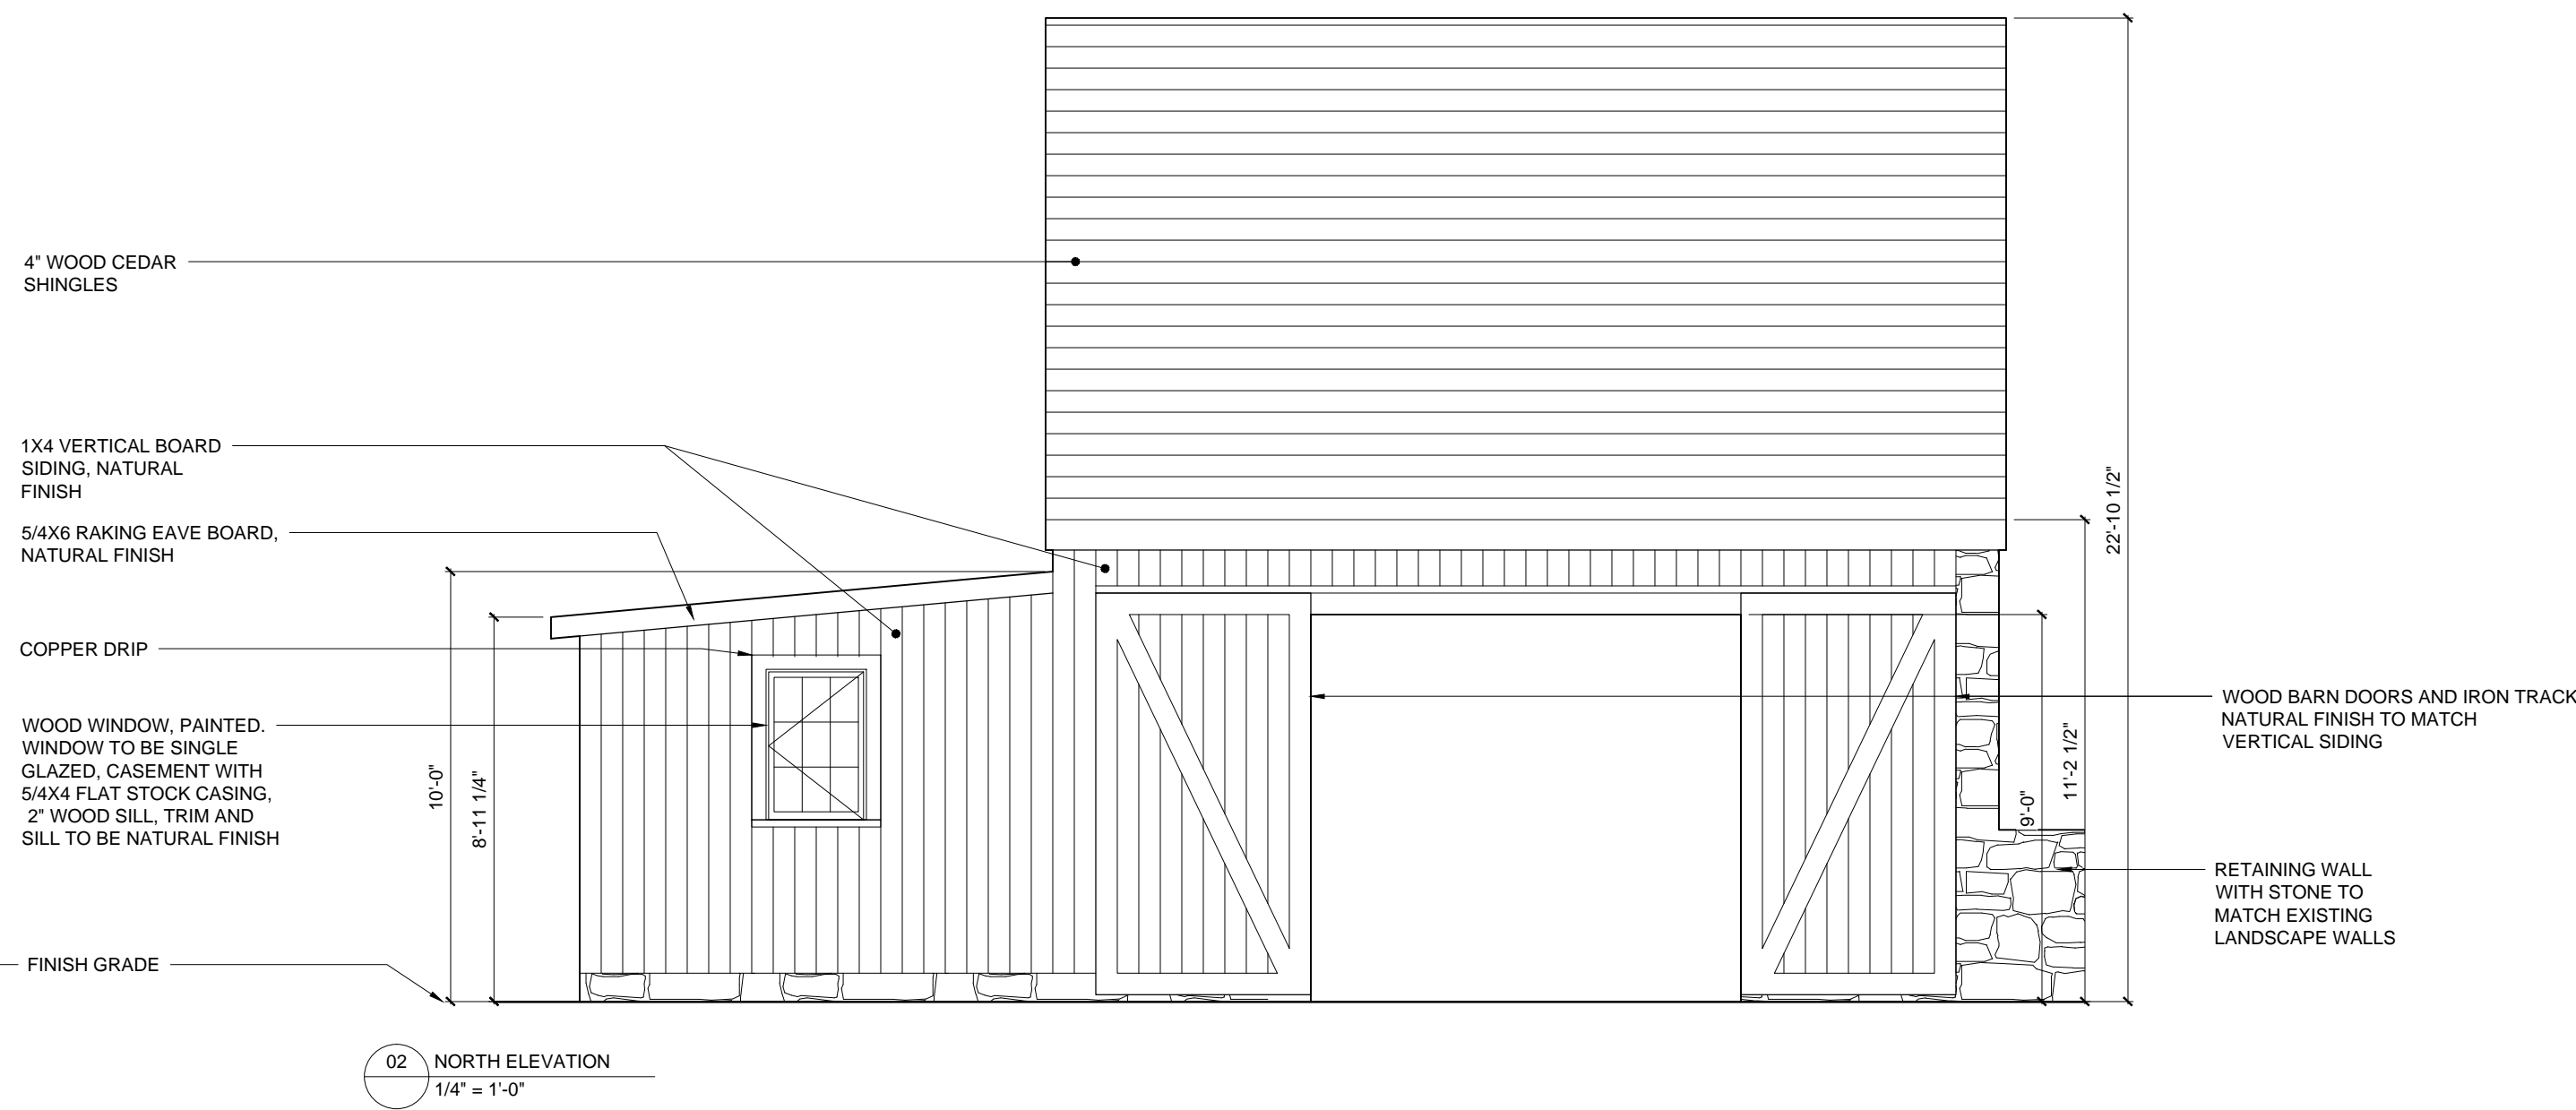 4" WOOD CEDAR
SHINGLES
1X4 VERTICAL BOARD
SIDING, NATURAL
FINISH
5/4X6 RAKING EAVE BOARD,
NATURAL FINISH
COPPER DRIP
WOOD WINDOW, PAINTED.
WINDOW TO BE SINGLE
GLAZED, CASEMENT WITH
5/4X4 FLAT STOCK CASING,
2" WOOD SILL, TRIM AND
SILL TO BE NATURAL FINISH
FINISH GRADE
10'-0"
8'-11 1/4"
22'-10 1/2"
11'-2 1/2"
9'-0"
WOOD BARN DOORS AND IRON TRACK
NATURAL FINISH TO MATCH
VERTICAL SIDING
RETAINING WALL
WITH STONE TO
MATCH EXISTING
LANDSCAPE WALLS
02 NORTH ELEVATION
1/4" = 1'-0"